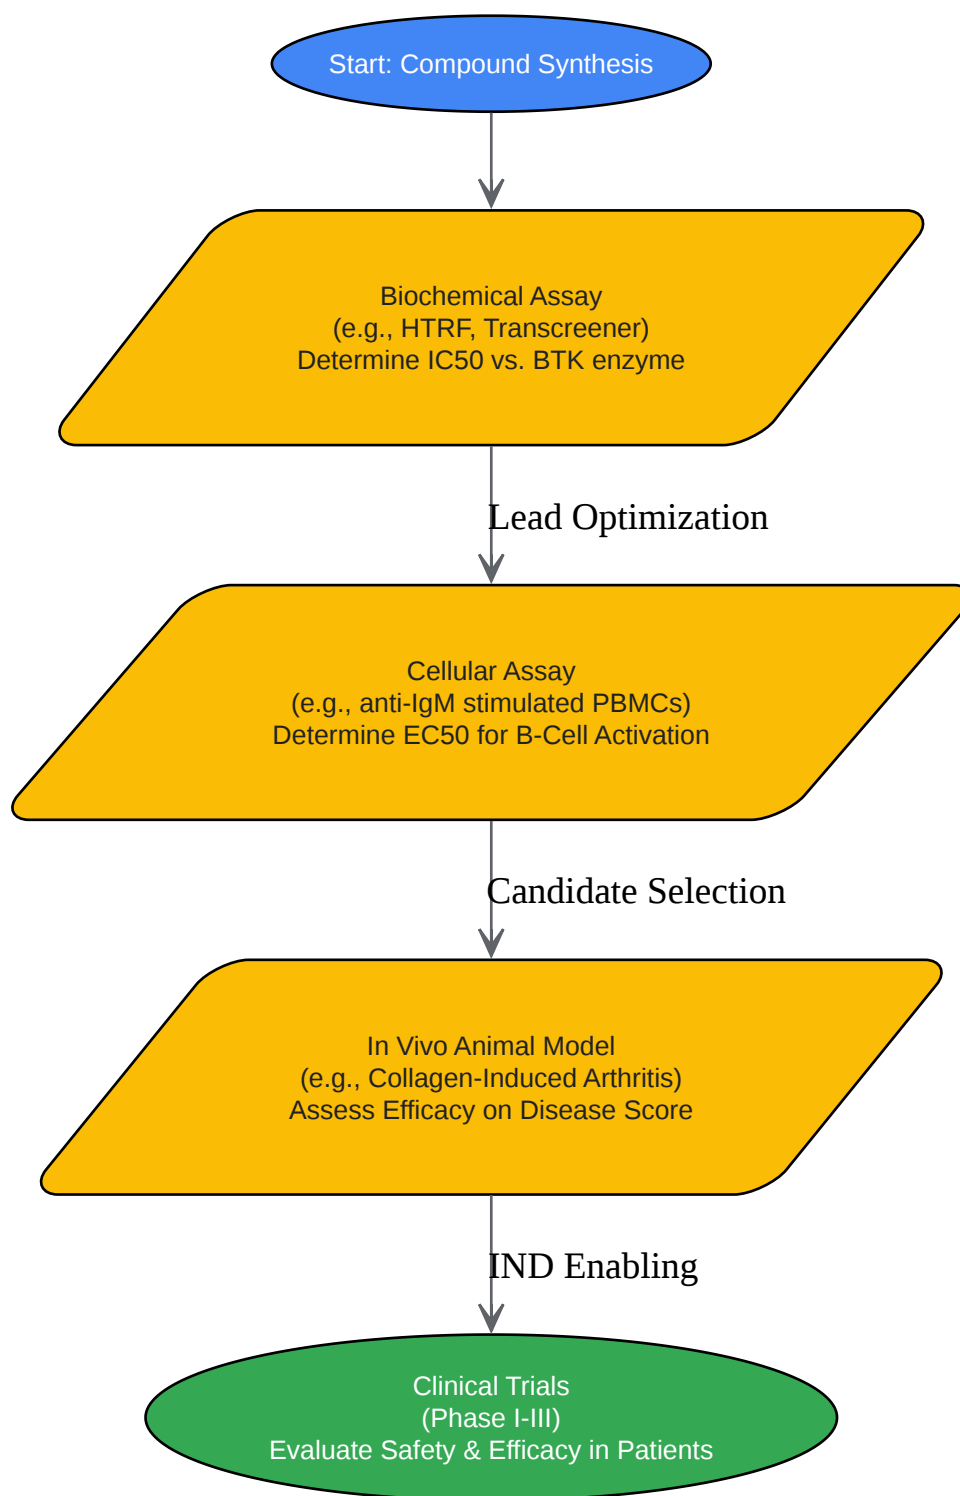 Start: Compound Synthesis
Biochemical Assay
(e.g., HTRF, Transcreener)
Determine IC50 vs. BTK enzyme
Lead Optimization
Cellular Assay
(e.g., anti-IgM stimulated PBMCs)
Determine EC50 for B-Cell Activation
Candidate Selection
In Vivo Animal Model
(e.g., Collagen-Induced Arthritis)
Assess Efficacy on Disease Score
IND Enabling
Clinical Trials
(Phase I-III)
Evaluate Safety & Efficacy in Patients